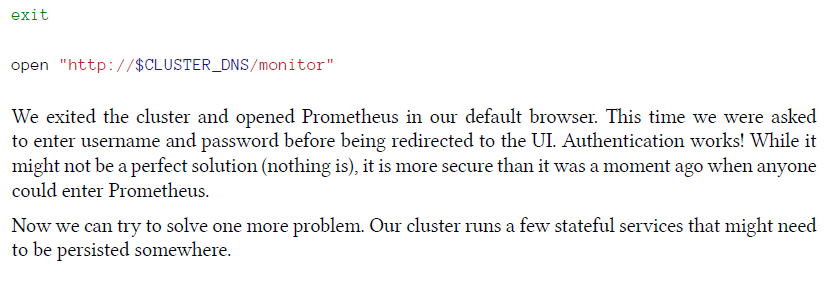 exit
open "http://$CLUSTER_DNS/monitor"
We exited the cluster and opened Prometheus in our default browser. This time we were asked
to enter username and password before being redirected to the UI. Authentication works! While it
might not be a perfect solution (nothing is), it is more secure than it was a moment ago when anyone
could enter Prometheus.
Now we can try to solve one more problem. Our cluster runs a few stateful services that might need
to be persisted somewhere.